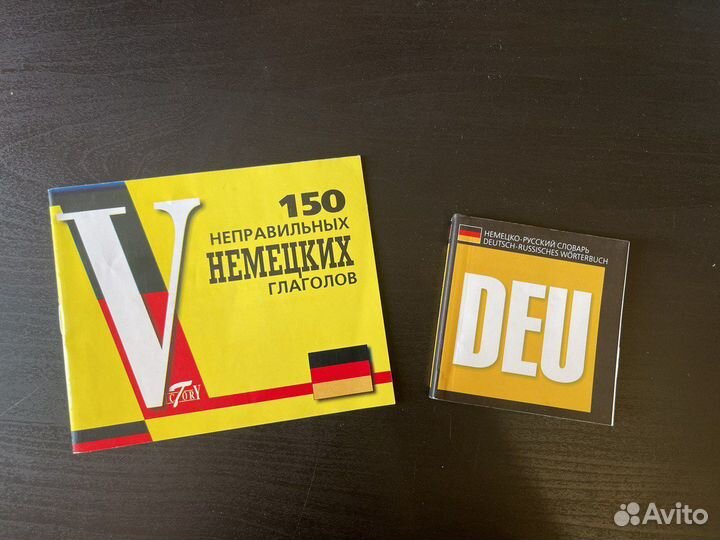 150
НЕПРАВИЛЬНЫХ
НЕМЕЦКИХ
ГЛАГОЛОВ
V
VICTORY
НЕМЕЦКО-РУССКИЙ СЛОВАРЬ
DEUTSCH-RUSSISCHES WÖRTERBUCH
DEU
Avito